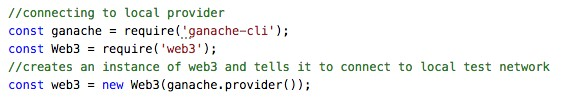 //connecting to local provider
const ganache = require('ganache-cli');
const Web3 = require('web3');
//creates an instance of web3 and tells it to connect to local test network
const web3 = new Web3(ganache.provider());